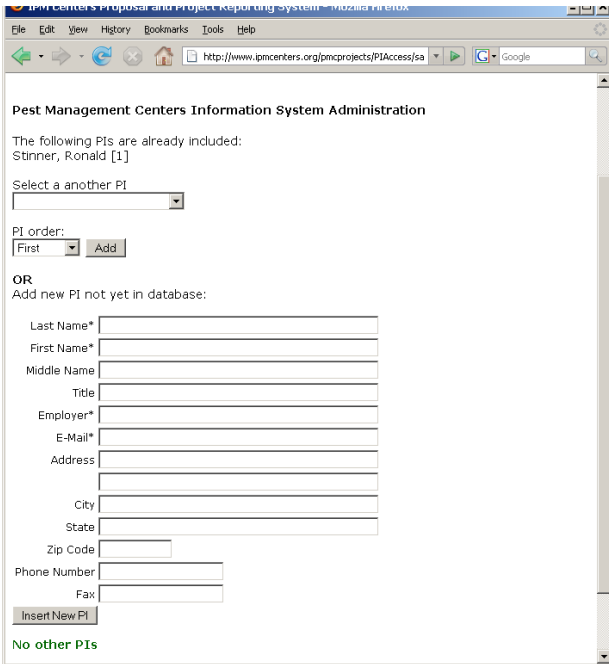 IPM Centers Proposal and Project Reporting System - Mozilla Firefox
File Edit View History Bookmarks Tools Help
http://www.ipmcenters.org/pmcprojects/PIAccess/sa G Google
Pest Management Centers Information System Administration
The following PIs are already included:
Stinner, Ronald [1]
Select a another PI
PI order:
First Add
OR
Add new PI not yet in database:
Last Name*
First Name*
Middle Name
Title
Employer*
E-Mail*
Address
City
State
Zip Code
Phone Number
Fax
Insert New PI
No other PIs